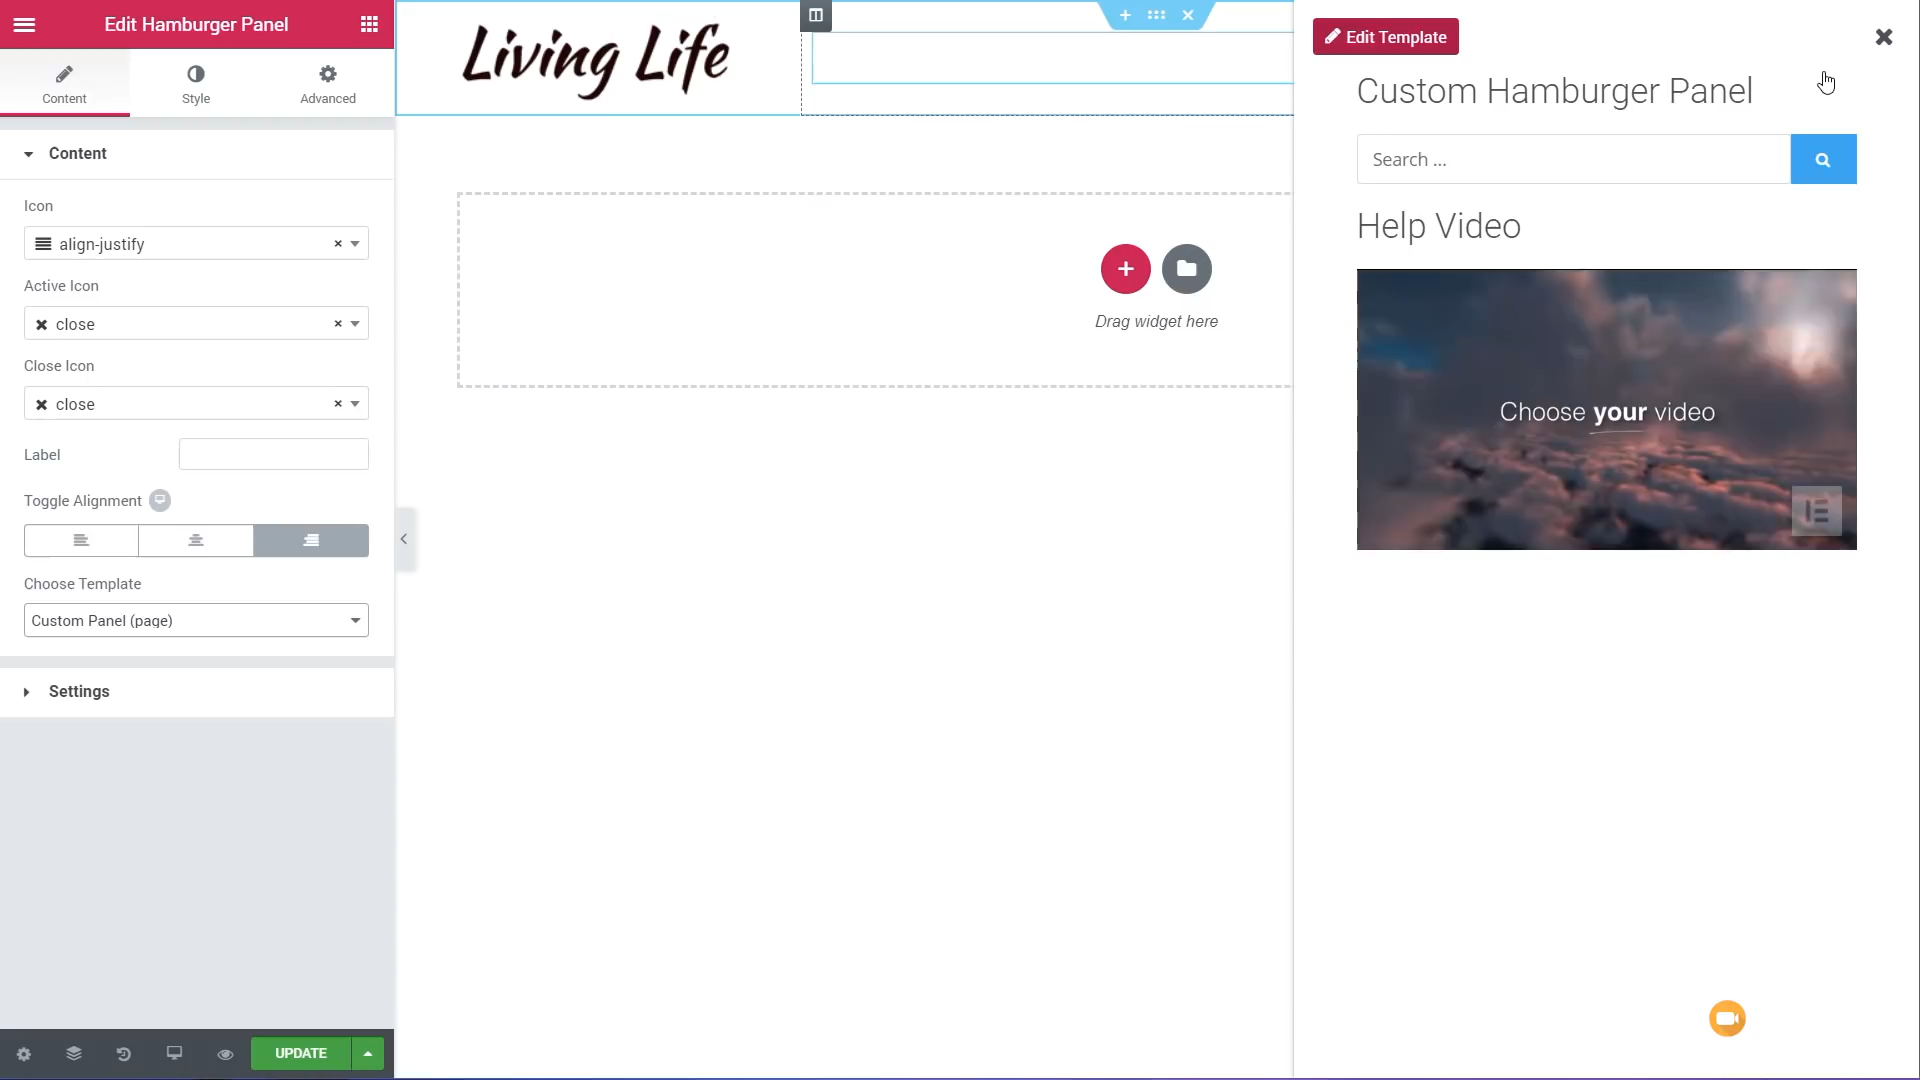 Edit Hamburger Panel
Content
Style
Advanced
Content
Icon
align-justify
Active Icon
close
Close Icon
close
Label
Toggle Alignment
Choose Template
Custom Panel (page)
Settings
UPDATE
Living Life
Drag widget here
Edit Template
Custom Hamburger Panel
Search ...
Help Video
Choose your video